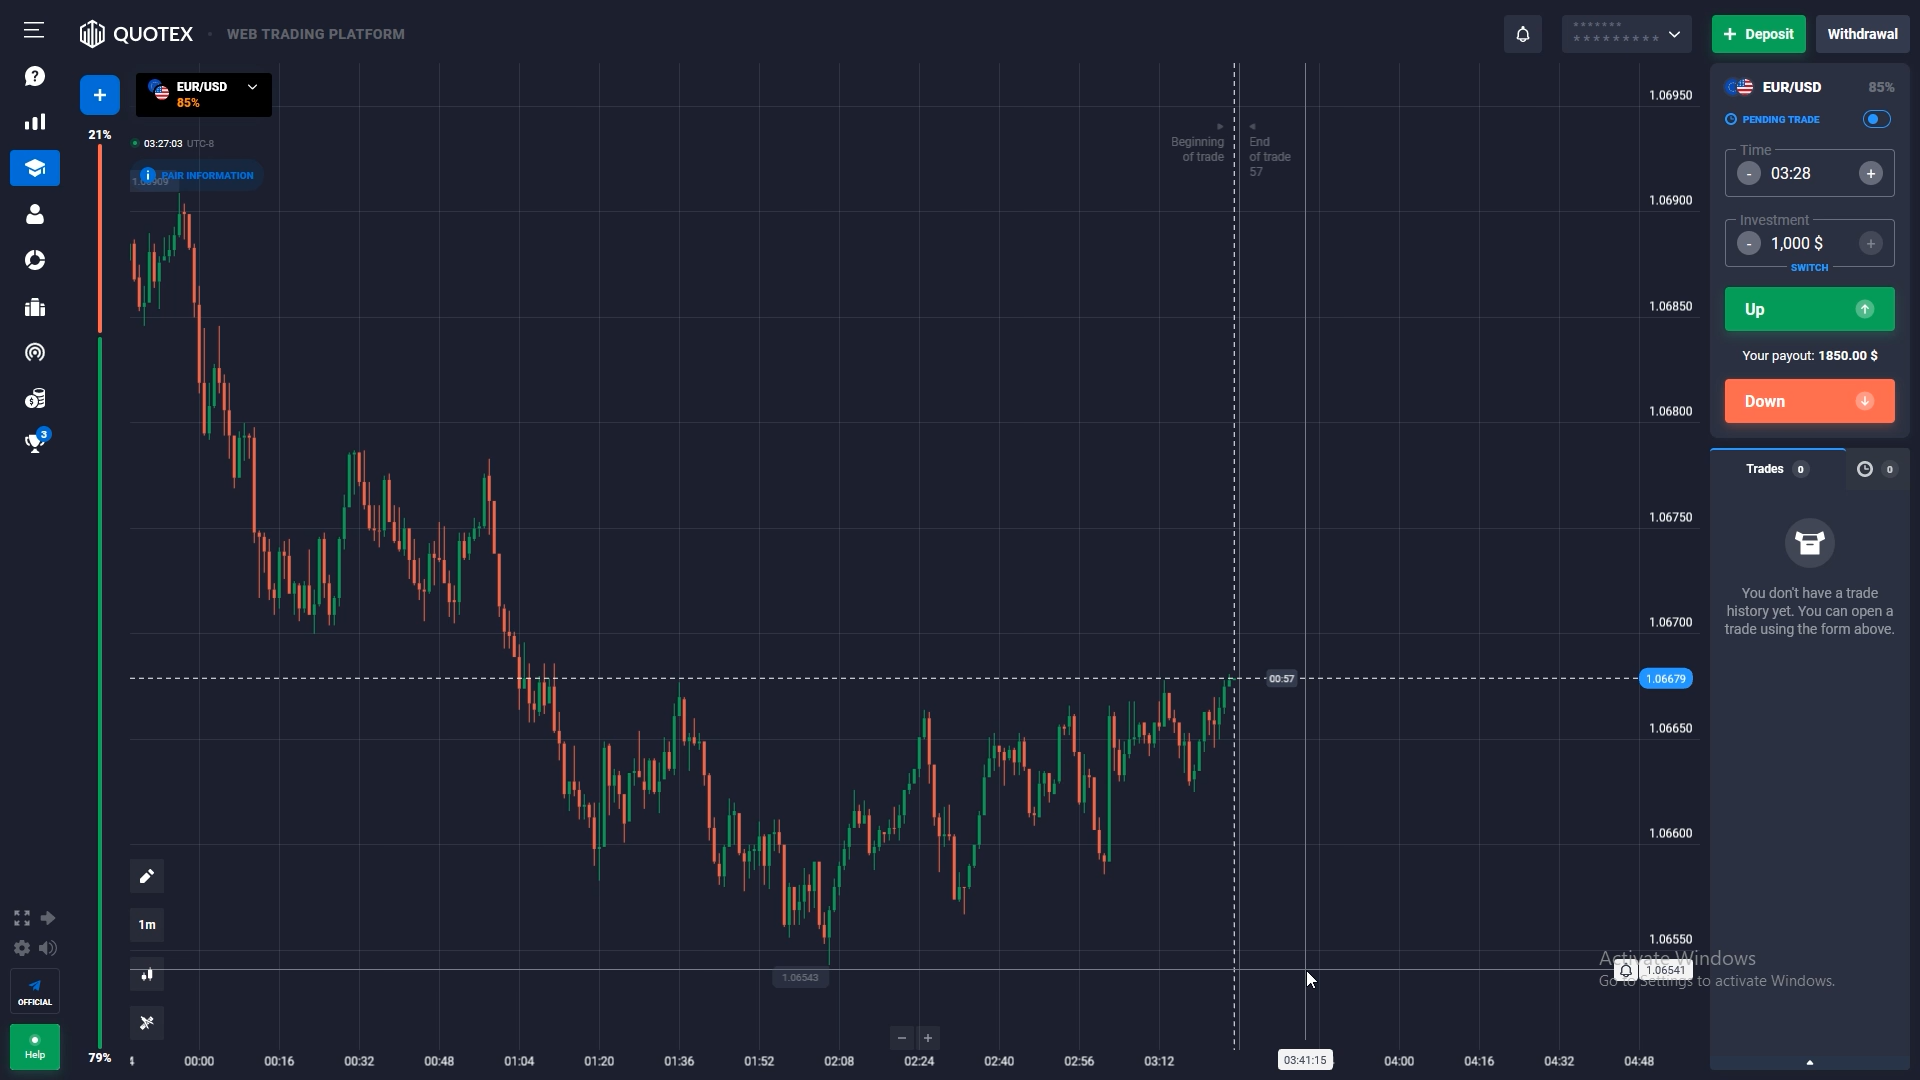 QUOTEX
WEB TRADING PLATFORM
*******
*********
Deposit
Withdrawal
EUR/USD
85%
21%
03:27:03 UTC-8
PAIR INFORMATION
Beginning
of trade
End
of trade
57
1.06950
1.06900
1.06850
1.06800
1.06750
1.06700
1.06679
1.06650
1.06600
1.06550
1.06541
00:57
1.06543
EUR/USD
85%
PENDING TRADE
Time
- 03:28 +
Investment
- 1,000 $ +
SWITCH
Up
Your payout: 1850.00 $
Down
Trades 0
0
You don't have a trade
history yet. You can open a
trade using the form above.
3
1m
OFFICIAL
Help
79%
Activate Windows
Go to Settings to activate Windows.
00:00 00:16 00:32 00:48 01:04 01:20 01:36 01:52 02:08 02:24 02:40 02:56 03:12 03:41:15 04:00 04:16 04:32 04:48